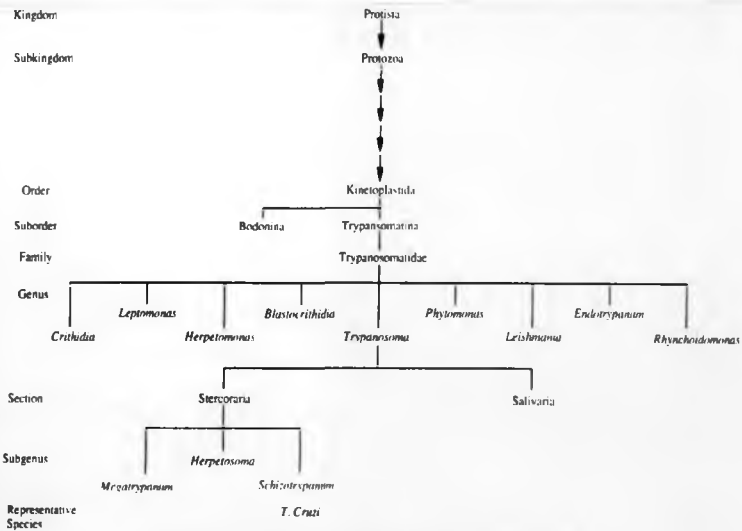 Kingdom Protista
Subkingdom Protozoa
Order Kinetoplastida
Suborder Bodonina Trypansomatina
Family Trypanosomatidae
Genus
Leptomonas Blastocrithidia Phytomonas Endotrypanum
Crithidia Herpetomonas Trypanosoma Leishmania Rhynchoidomonas
Section Stercoraria Salivaria
Subgenus Herpetosoma
Megatrypanum Schizotrypanum
Representative T. Cruzi
Species